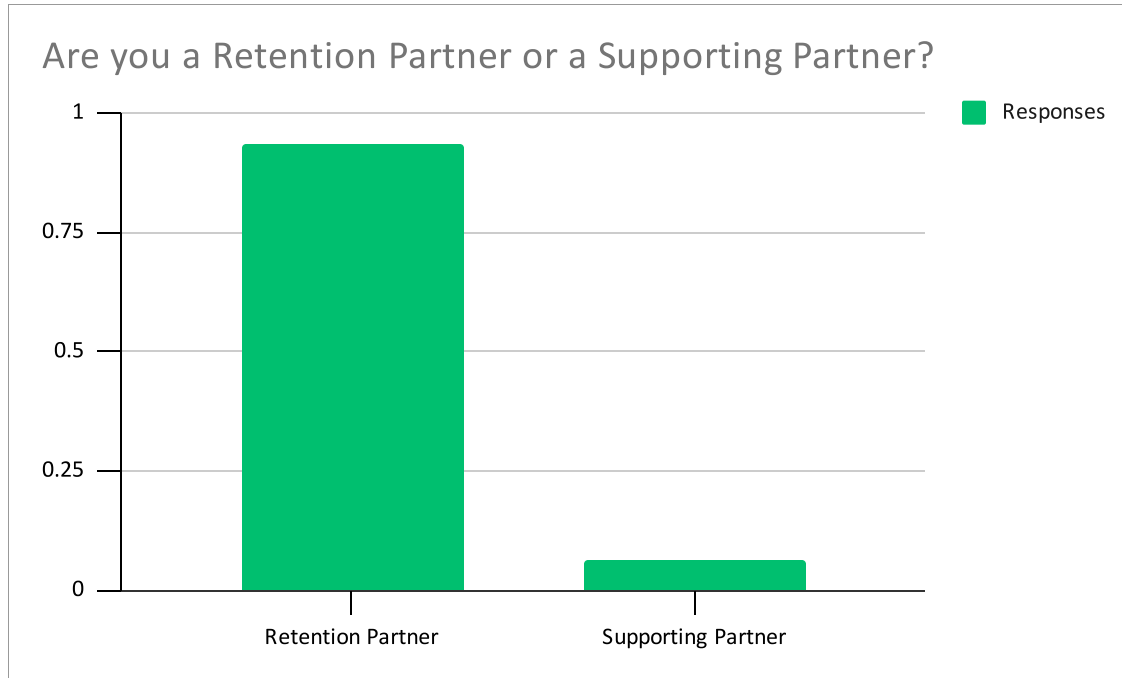 Are you a Retention Partner or a Supporting Partner?
Responses
1
0.75
0.5
0.25
0
Retention Partner
Supporting Partner